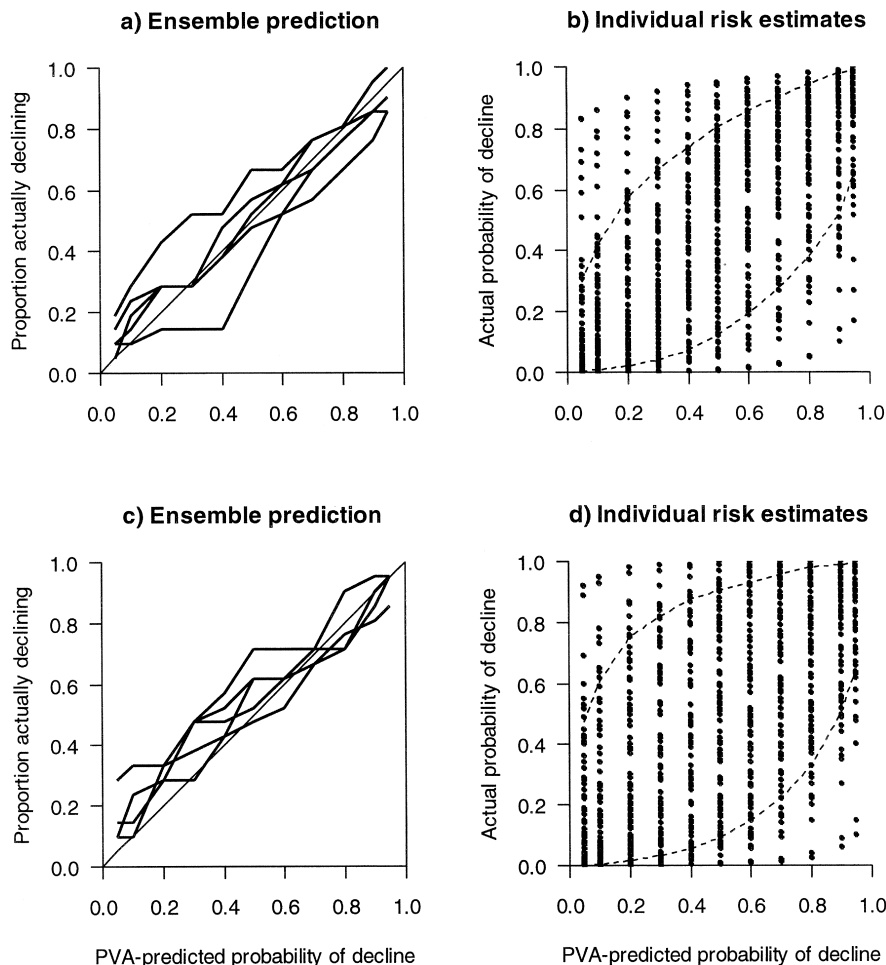 a) Ensemble prediction
b) Individual risk estimates
Proportion actually declining
1.0
0.8
0.6
0.4
0.2
0.0
0.0 0.2 0.4 0.6 0.8 1.0
Actual probability of decline
1.0
0.8
0.6
0.4
0.2
0.0
0.0 0.2 0.4 0.6 0.8 1.0
c) Ensemble prediction
d) Individual risk estimates
Proportion actually declining
1.0
0.8
0.6
0.4
0.2
0.0
0.0 0.2 0.4 0.6 0.8 1.0
PVA-predicted probability of decline
Actual probability of decline
1.0
0.8
0.6
0.4
0.2
0.0
0.0 0.2 0.4 0.6 0.8 1.0
PVA-predicted probability of decline